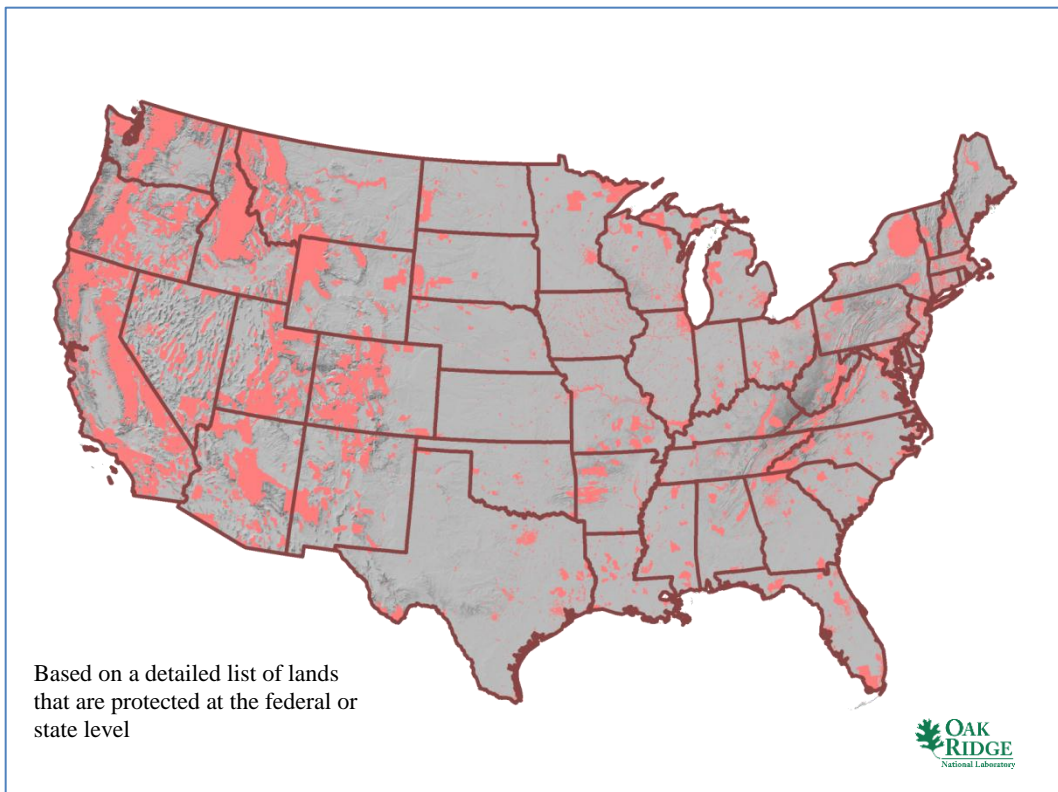 Based on a detailed list of lands
that are protected at the federal or
state level
OAK
RIDGE
National Laboratory